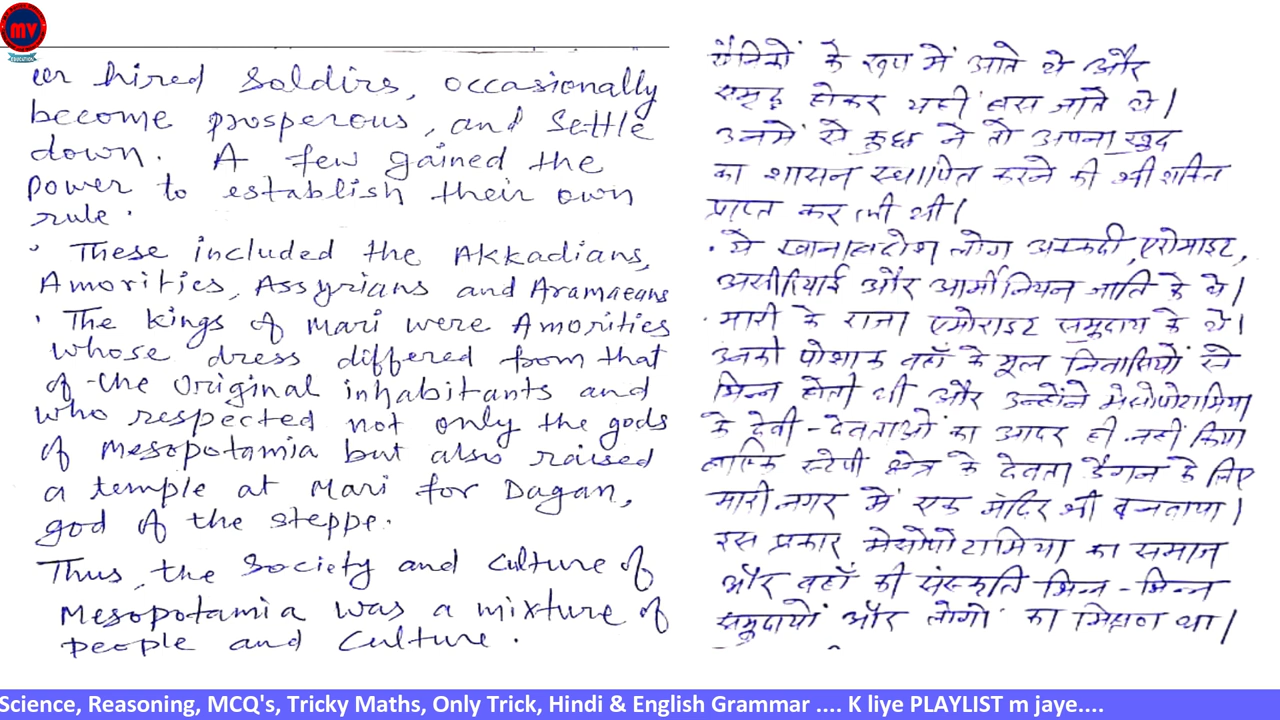 mv
EDUCATION
er hired soldirs, occasionally
become prosperous, and settle
down. A few gained the
power to establish their own
rule.
• These included the Akkadians,
Amorities, Assyrians and Aramaeans
• The kings of Mari were Amorities
whose dress differed from that
of the original inhabitants and
who respected not only the gods
of Mesopotamia but also raised
a temple at Mari for Dagan,
god of the steppe.
Thus, the society and culture of
Mesopotamia was a mixture of
people and culture.
सैनिकों के रूप में आते थे और
समृद्ध होकर यहीं बस जाते थे।
उनमें से कुछ ने तो अपना खुद
का शासन स्थापित करने की भी शक्ति
प्राप्त कर ली थी।
• ये खानाबदोश लोग अक्कदी, एरोमाइट,
असीरियाई और आर्मीनियन जाति के थे।
• मारी के राजा एमोराइट समुदाय के थे।
उनकी पोशाक वहाँ के मूल निवासियों से
भिन्न होती थी और उन्होंने मेसोपोटामिया
के देवी-देवताओं का आदर ही नहीं किया
बल्कि स्टेपी क्षेत्र के देवता डैगन के लिए
मारी नगर में एक मंदिर भी बनवाया।
इस प्रकार मेसोपोटामिया का समाज
और वहाँ की संस्कृति भिन्न-भिन्न
समुदायों और लोगों का मिश्रण था।
Science, Reasoning, MCQ's, Tricky Maths, Only Trick, Hindi & English Grammar .... K liye PLAYLIST m jaye....